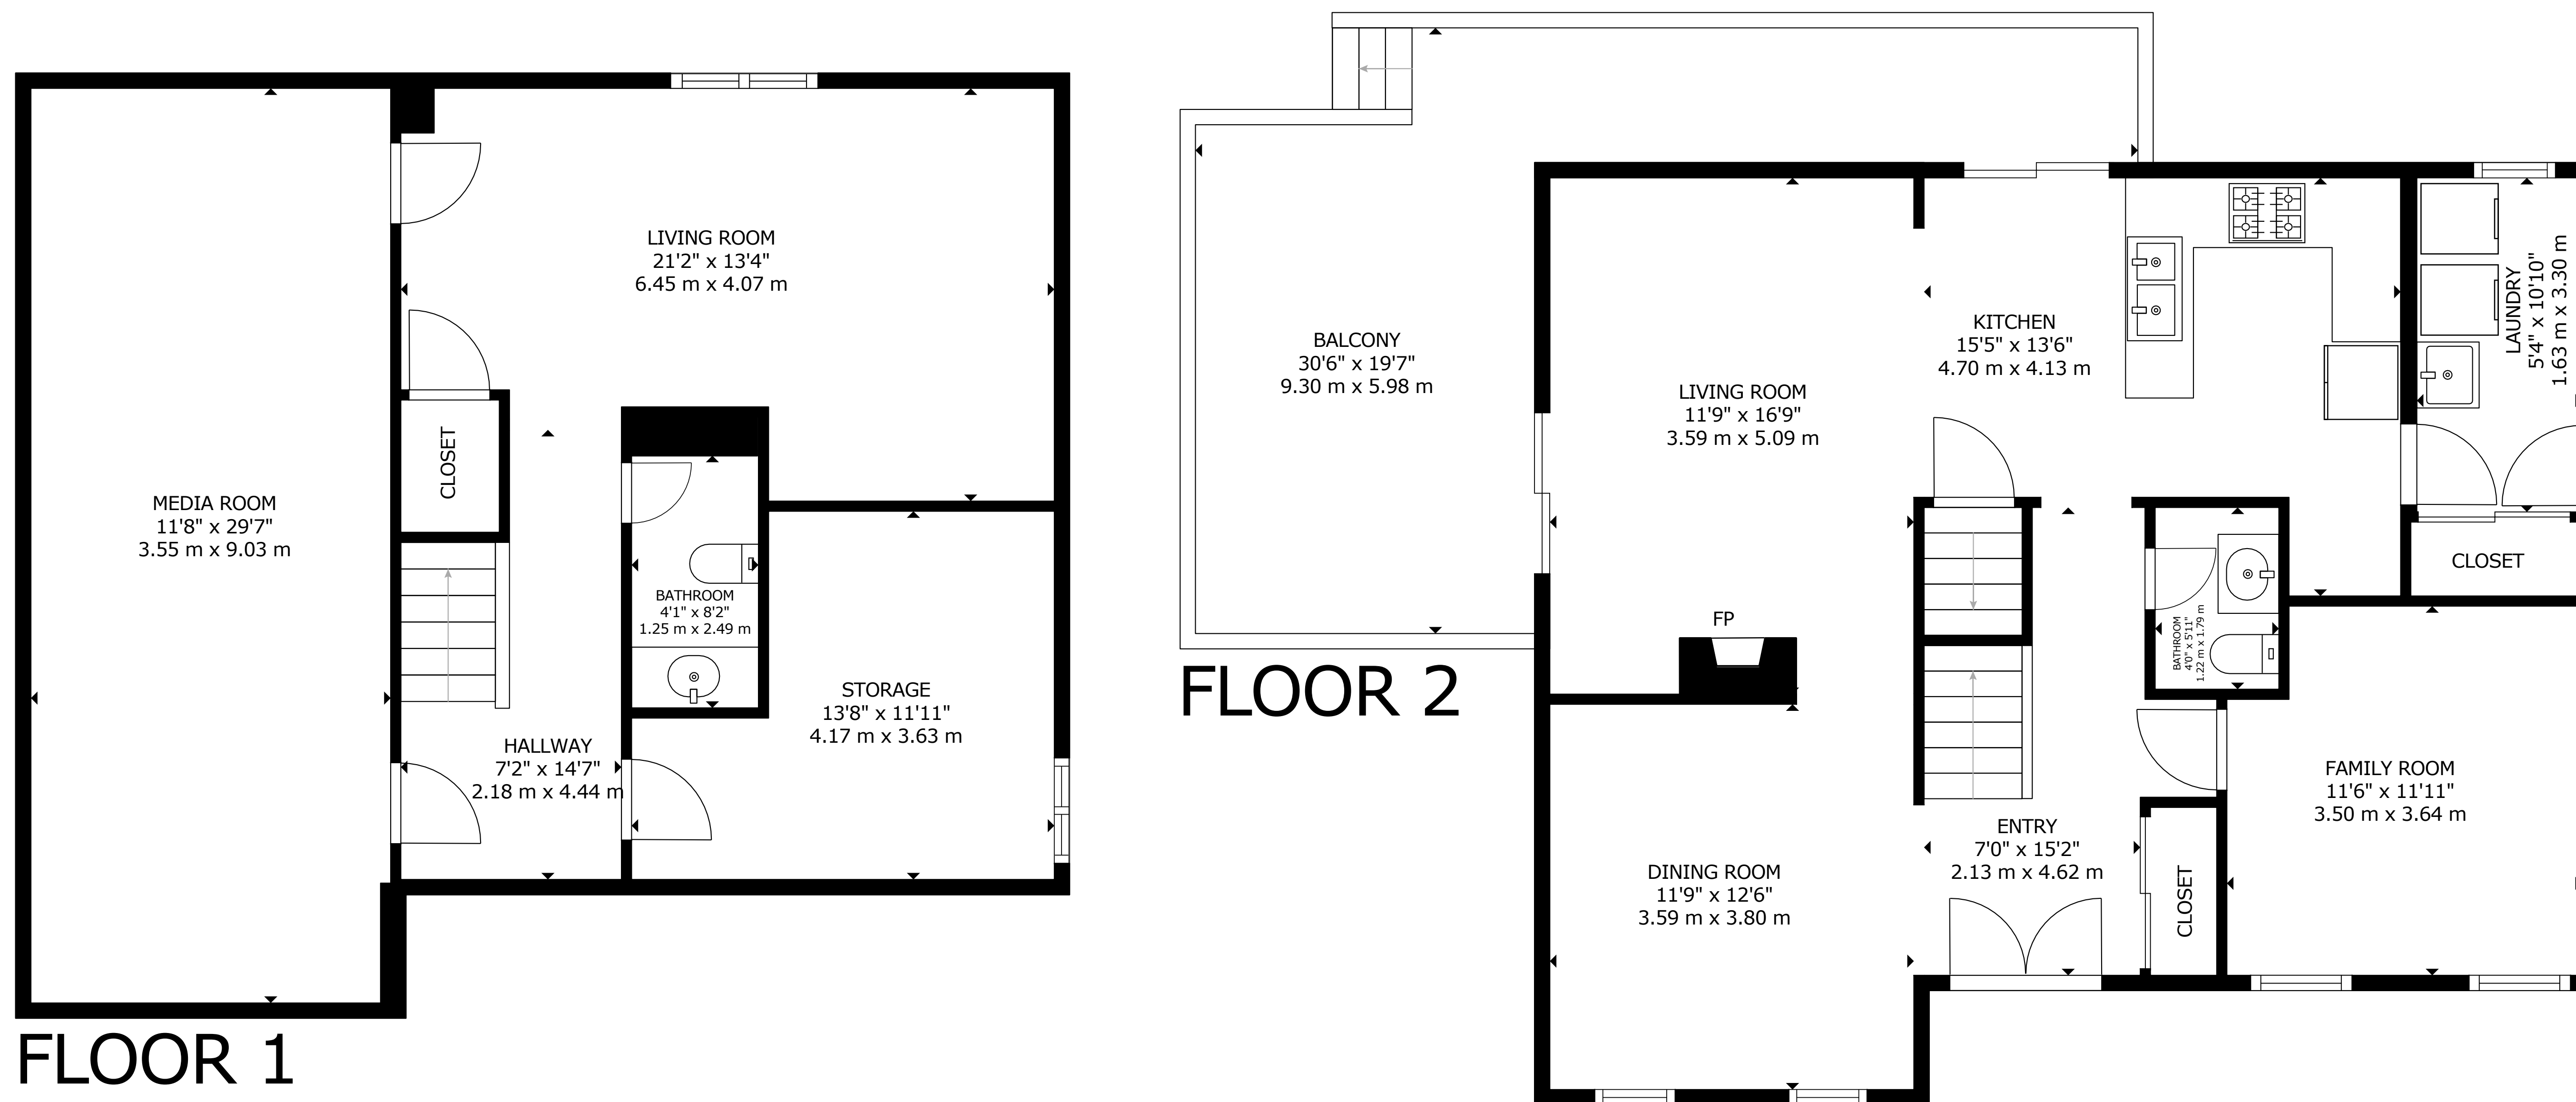 LIVING ROOM
21'2" x 13'4"
6.45 m x 4.07 m
CLOSET
MEDIA ROOM
11'8" x 29'7"
3.55 m x 9.03 m
BATHROOM
4'1" x 8'2"
1.25 m x 2.49 m
STORAGE
13'8" x 11'11"
4.17 m x 3.63 m
HALLWAY
7'2" x 14'7"
2.18 m x 4.44 m
FLOOR 1
BALCONY
30'6" x 19'7"
9.30 m x 5.98 m
LIVING ROOM
11'9" x 16'9"
3.59 m x 5.09 m
KITCHEN
15'5" x 13'6"
4.70 m x 4.13 m
LAUNDRY
5'4" x 10'10"
1.63 m x 3.30 m
CLOSET
FP
BATHROOM
4'0" x 5'11"
1.22 m x 1.79 m
FLOOR 2
FAMILY ROOM
11'6" x 11'11"
3.50 m x 3.64 m
ENTRY
7'0" x 15'2"
2.13 m x 4.62 m
DINING ROOM
11'9" x 12'6"
3.59 m x 3.80 m
CLOSET